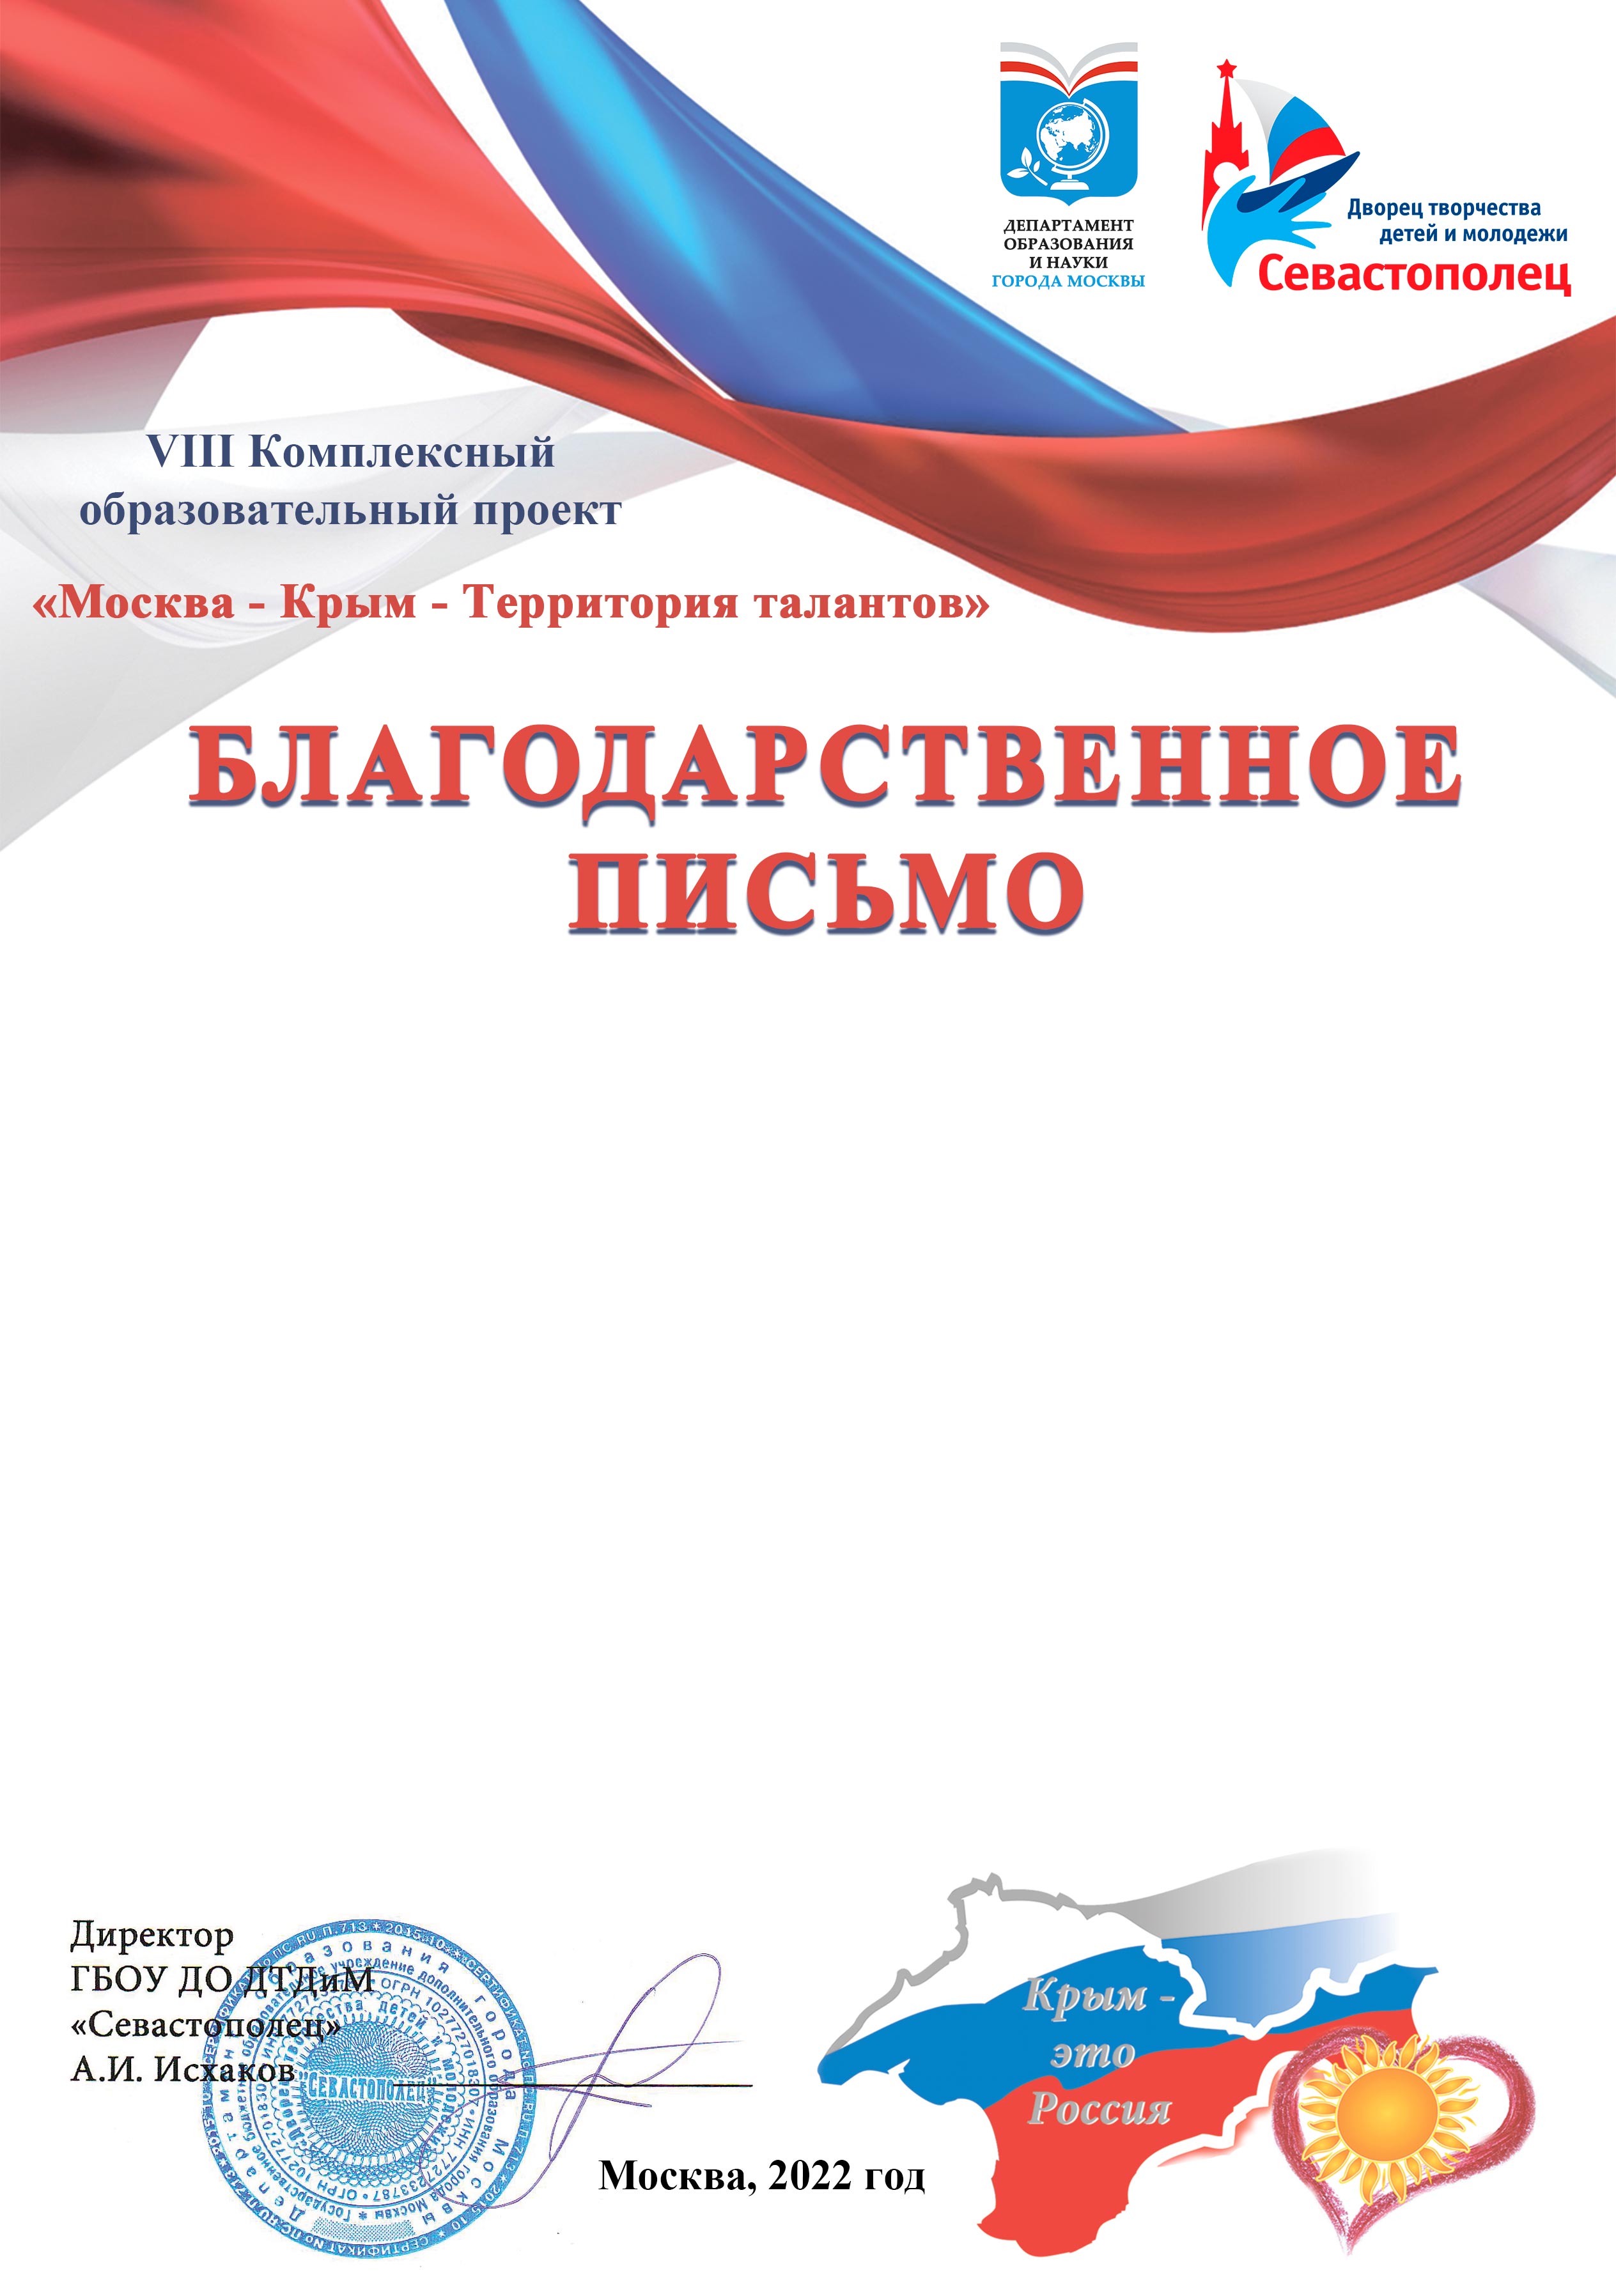 ДЕПАРТАМЕНТ
ОБРАЗОВАНИЯ
И НАУКИ
ГОРОДА МОСКВЫ
Дворец творчества
детей и молодежи
Севастополец
VIII Комплексный
образовательный проект
«Москва - Крым - Территория талантов»
БЛАГОДАРСТВЕННОЕ
ПИСЬМО
Директор
ГБОУ ДО ДТДиМ
«Севастополец»
А.И. Исхаков
"СЕВАСТОПОЛЕЦ"
Москва, 2022 год
Крым -
это
Россия